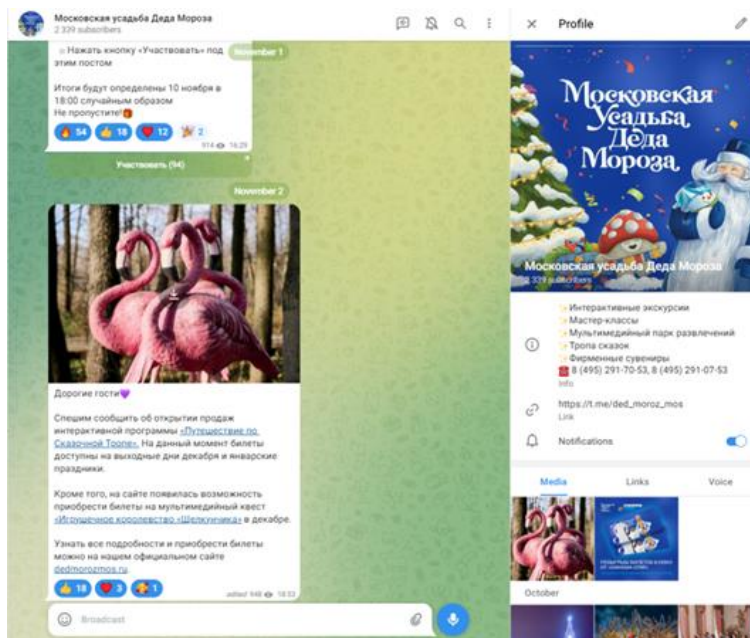 Московская усадьба Деда Мороза
2 339 subscribers
Нажать кнопку «Участвовать» под
этим постом
November 1
Итоги будут определены 10 ноября в
18:00 случайным образом
Не пропустите!
54 18 12 2
914 16:29
Участвовать (94)
November 2
Дорогие гости
Спешим сообщить об открытии продаж
интерактивной программы «Путешествие по
Сказочной Тропе». На данный момент билеты
доступны на выходные дни декабря и январские
праздники.
Кроме того, на сайте появилась возможность
приобрести билеты на мультимедийный квест
«Игрушечное королевство «Щелкунчика» в декабре.
Узнать все подробности и приобрести билеты
можно на нашем официальном сайте
dedmorozmos.ru.
18 3 1
edited 948 18:53
Broadcast
Profile
Московская
Усадьба
Деда
Мороза
Московская усадьба Деда Мороза
2 339 subscribers
Интерактивные экскурсии
Мастер-классы
Мультимедийный парк развлечений
Тропа сказок
Фирменные сувениры
8 (495) 291-70-53, 8 (495) 291-07-53
Info
https://t.me/ded_moroz_mos
Link
Notifications
Media Links Voice
October